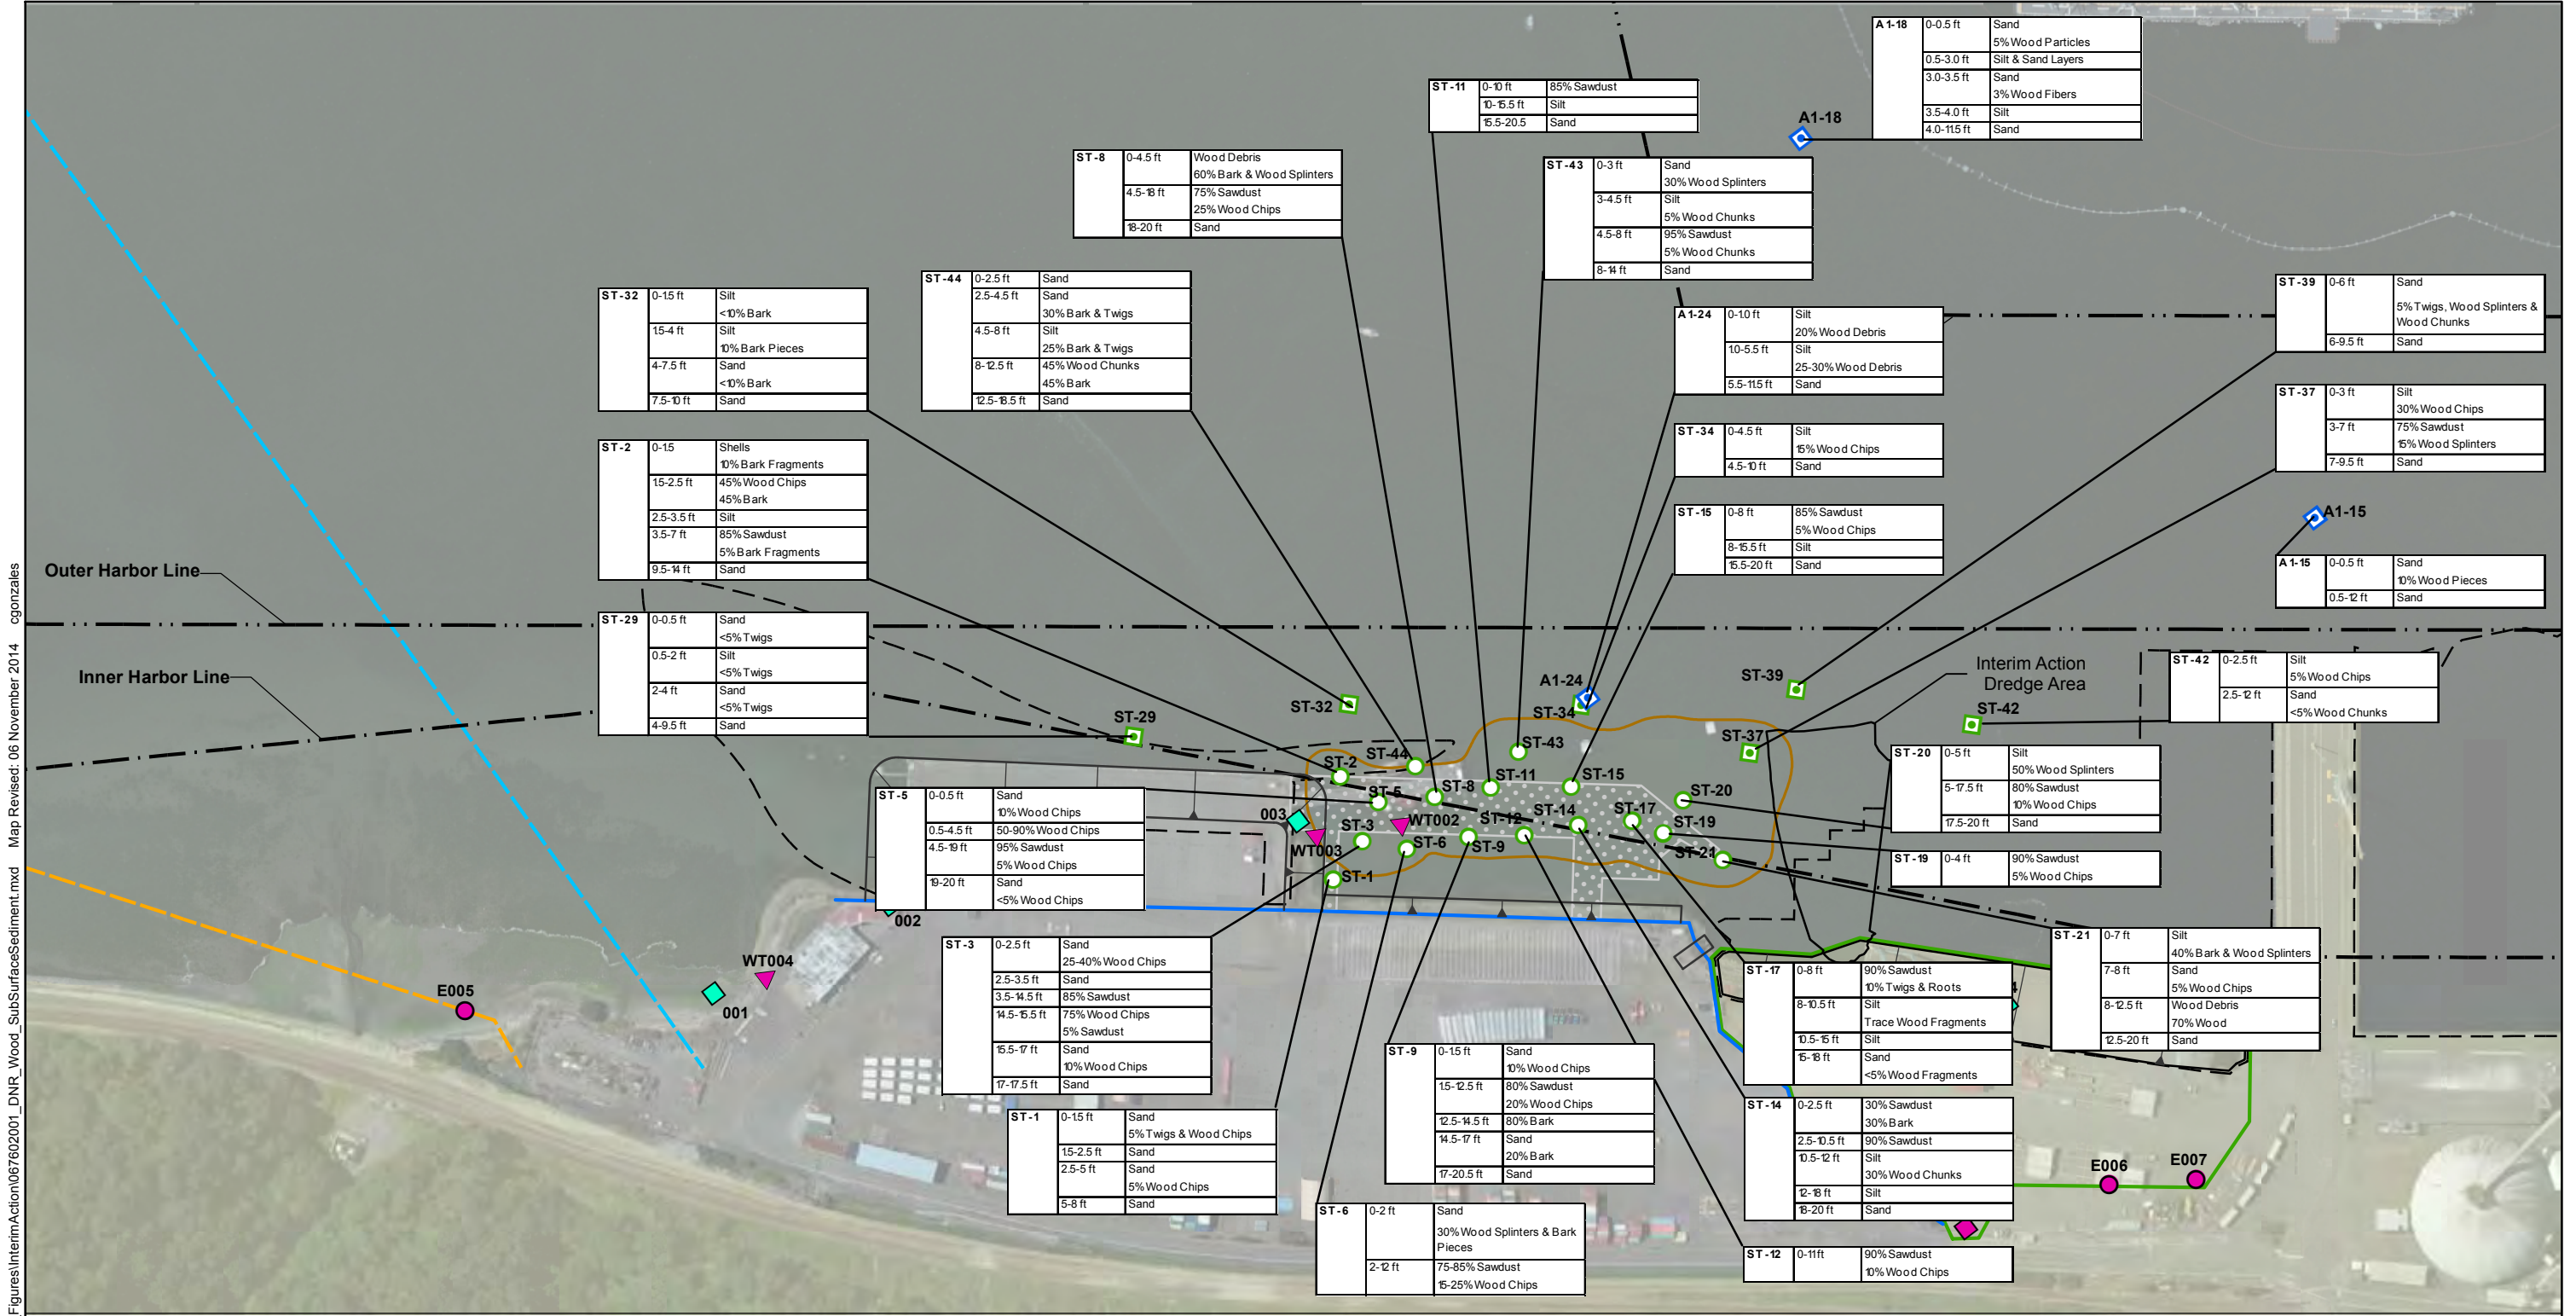 A1-18 0-0.5 ft Sand
5% Wood Particles
0.5-3.0 ft Silt & Sand Layers
3.0-3.5 ft Sand
3% Wood Fibers
3.5-4.0 ft Silt
4.0-11.5 ft Sand
ST-11 0-10 ft 85% Sawdust
10-15.5 ft Silt
15.5-20.5 Sand
A1-18
ST-8 0-4.5 ft Wood Debris
60% Bark & Wood Splinters
4.5-18 ft 75% Sawdust
25% Wood Chips
18-20 ft Sand
ST-43 0-3 ft Sand
30% Wood Splinters
3-4.5 ft Silt
5% Wood Chunks
4.5-8 ft 95% Sawdust
5% Wood Chunks
8-14 ft Sand
ST-44 0-2.5 ft Sand
2.5-4.5 ft Sand
30% Bark & Twigs
4.5-8 ft Silt
25% Bark & Twigs
8-12.5 ft 45% Wood Chunks
45% Bark
12.5-18.5 ft Sand
ST-32 0-1.5 ft Silt
<10% Bark
1.5-4 ft Silt
10% Bark Pieces
4-7.5 ft Sand
<10% Bark
7.5-10 ft Sand
ST-39 0-6 ft Sand
5% Twigs, Wood Splinters &
Wood Chunks
6-9.5 ft Sand
A1-24 0-1.0 ft Silt
20% Wood Debris
1.0-5.5 ft Silt
25-30% Wood Debris
5.5-11.5 ft Sand
ST-37 0-3 ft Silt
30% Wood Chips
3-7 ft 75% Sawdust
15% Wood Splinters
7-9.5 ft Sand
ST-34 0-4.5 ft Silt
15% Wood Chips
4.5-10 ft Sand
ST-2 0-1.5 Shells
10% Bark Fragments
1.5-2.5 ft 45% Wood Chips
45% Bark
2.5-3.5 ft Silt
3.5-7 ft 85% Sawdust
5% Bark Fragments
9.5-14 ft Sand
ST-15 0-8 ft 85% Sawdust
5% Wood Chips
8-15.5 ft Silt
15.5-20 ft Sand
A1-15
A1-15 0-0.5 ft Sand
10% Wood Pieces
0.5-12 ft Sand
Outer Harbor Line
Inner Harbor Line
ST-29 0-0.5 ft Sand
<5% Twigs
0.5-2 ft Silt
<5% Twigs
2-4 ft Sand
<5% Twigs
4-9.5 ft Sand
Interim Action
Dredge Area
ST-42 0-2.5 ft Silt
5% Wood Chips
2.5-12 ft Sand
<5% Wood Chunks
ST-39
A1-24
ST-32
ST-34
ST-29
ST-42
ST-37
ST-43
ST-44
ST-2
ST-11
ST-15
ST-20 0-5 ft Silt
50% Wood Splinters
5-17.5 ft 80% Sawdust
10% Wood Chips
17.5-20 ft Sand
ST-5
ST-8
ST-20
ST-5 0-0.5 ft Sand
10% Wood Chips
0.5-4.5 ft 50-90% Wood Chips
4.5-19 ft 95% Sawdust
5% Wood Chips
19-20 ft Sand
<5% Wood Chips
003
WT003
ST-3
WT002
ST-6
ST-12
ST-9
ST-14
ST-17
ST-19
ST-21
ST-1
ST-19 0-4 ft 90% Sawdust
5% Wood Chips
002
ST-3 0-2.5 ft Sand
25-40% Wood Chips
2.5-3.5 ft Sand
3.5-14.5 ft 85% Sawdust
14.5-15.5 ft 75% Wood Chips
5% Sawdust
15.5-17 ft Sand
10% Wood Chips
17-17.5 ft Sand
ST-21 0-7 ft Silt
40% Bark & Wood Splinters
7-8 ft Sand
5% Wood Chips
8-12.5 ft Wood Debris
70% Wood
12.5-20 ft Sand
ST-17 0-8 ft 90% Sawdust
10% Twigs & Roots
8-10.5 ft Silt
Trace Wood Fragments
10.5-15 ft Silt
15-18 ft Sand
<5% Wood Fragments
WT004
E005
001
ST-9 0-1.5 ft Sand
10% Wood Chips
1.5-12.5 ft 80% Sawdust
20% Wood Chips
12.5-14.5 ft 80% Bark
14.5-17 ft Sand
20% Bark
17-20.5 ft Sand
ST-14 0-2.5 ft 30% Sawdust
30% Bark
2.5-10.5 ft 90% Sawdust
10.5-12 ft Silt
30% Wood Chunks
12-18 ft Silt
18-20 ft Sand
ST-1 0-1.5 ft Sand
5% Twigs & Wood Chips
1.5-2.5 ft Sand
2.5-5 ft Sand
5% Wood Chips
5-8 ft Sand
E006
E007
ST-6 0-2 ft Sand
30% Wood Splinters & Bark
Pieces
2-12 ft 75-85% Sawdust
15-25% Wood Chips
ST-12 0-11 ft 90% Sawdust
10% Wood Chips
Figures\InterimAction\067602001_DNR_Wood_SubSurfaceSediment.mxd Map Revised: 06 November 2014 cgonzales